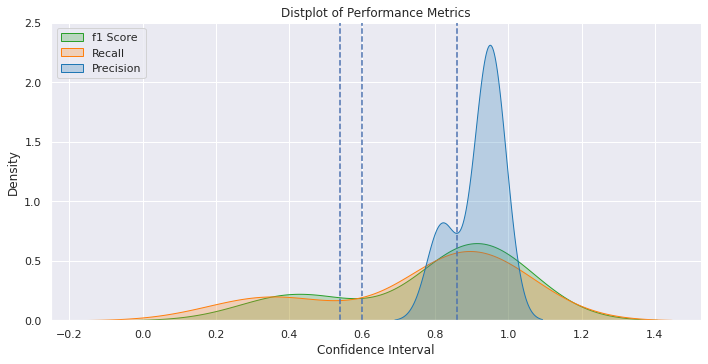 Distplot of Performance Metrics
f1 Score
Recall
Precision
Density
2.5
2.0
1.5
1.0
0.5
0.0
−0.2 0.0 0.2 0.4 0.6 0.8 1.0 1.2 1.4
Confidence Interval